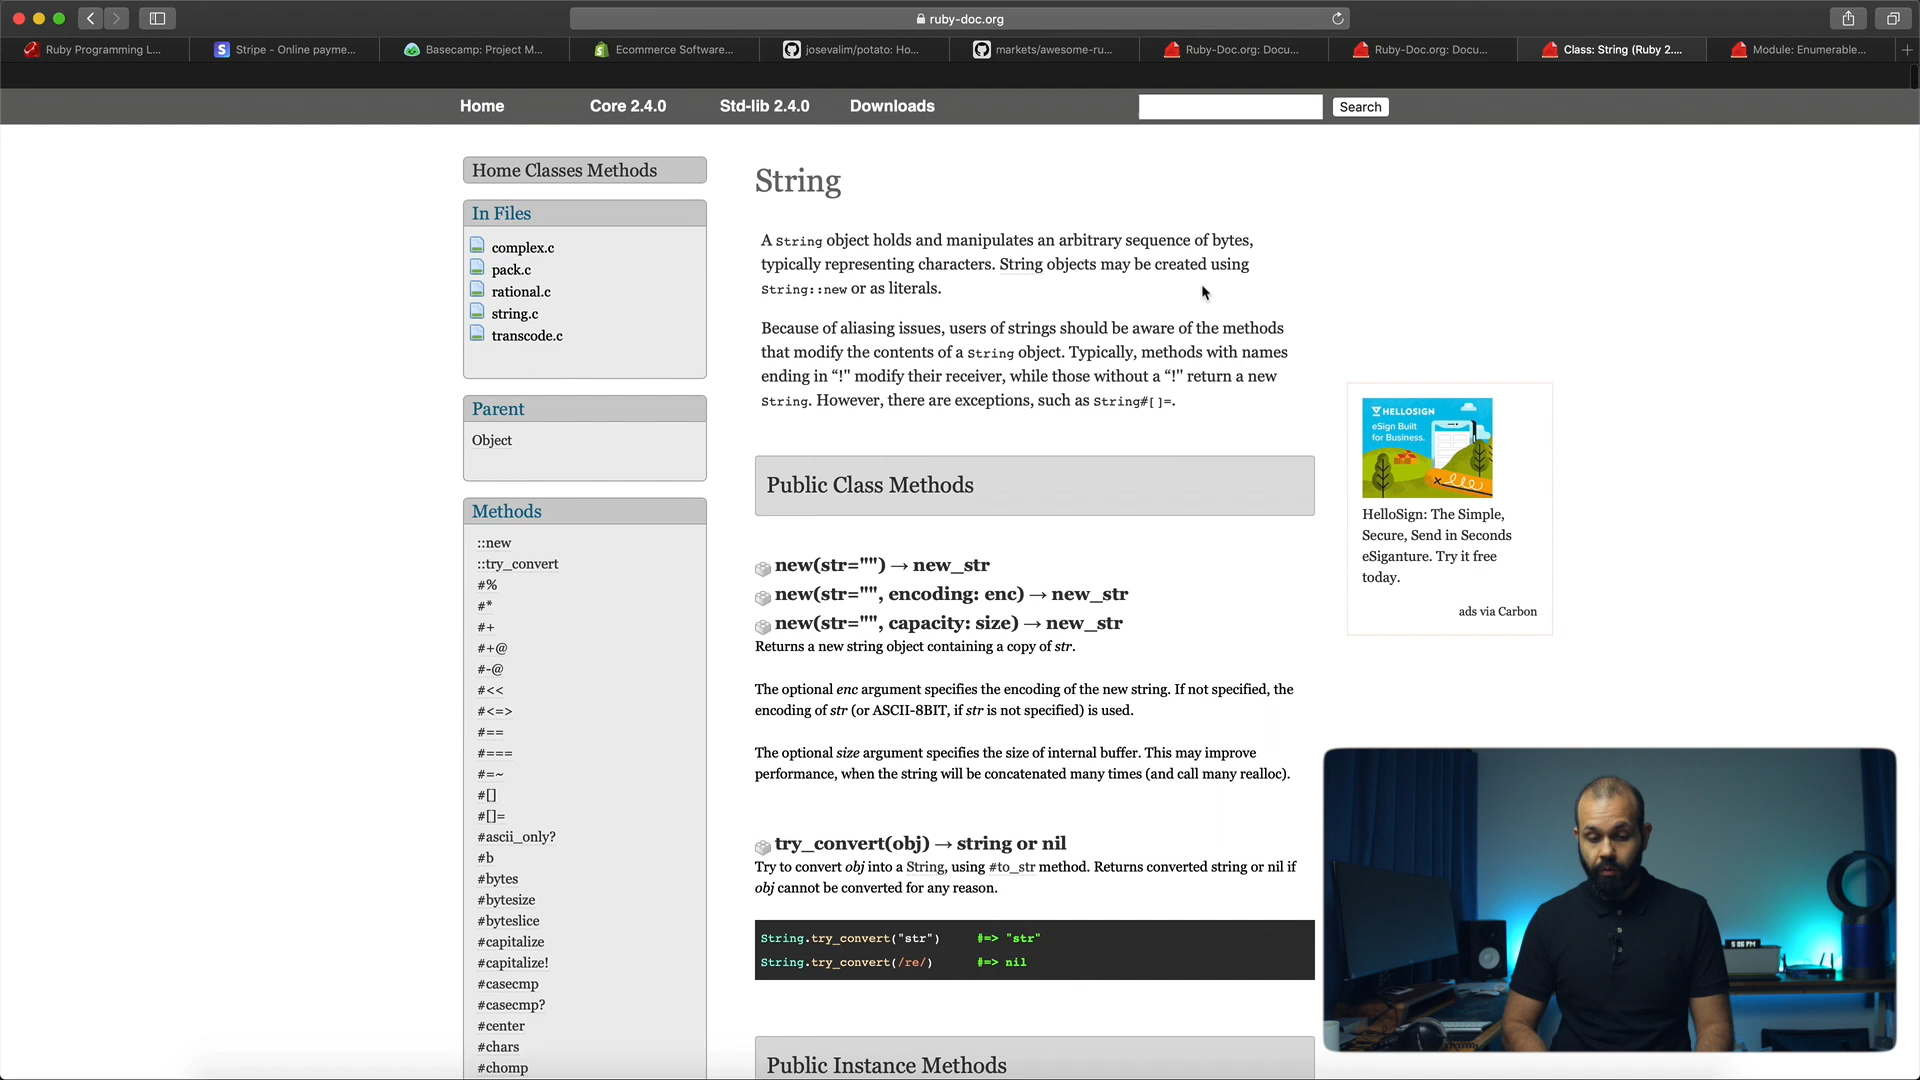 ruby-doc.org
Ruby Programming L...
Stripe - Online payme...
Basecamp: Project M...
Ecommerce Software...
josevalim/potato: Ho...
markets/awesome-ru...
Ruby-Doc.org: Docu...
Ruby-Doc.org: Docu...
Class: String (Ruby 2....
Module: Enumerable...
Home
Core 2.4.0
Std-lib 2.4.0
Downloads
Search
Home Classes Methods
In Files
complex.c
pack.c
rational.c
string.c
transcode.c
Parent
Object
Methods
::new
::try_convert
#%
#*
#+
#+@
#-@
#<<
#<=>
#==
#===
#=~
#[]
#[]=
#ascii_only?
#b
#bytes
#bytesize
#byteslice
#capitalize
#capitalize!
#casecmp
#casecmp?
#center
#chars
#chomp
String
A String object holds and manipulates an arbitrary sequence of bytes,
typically representing characters. String objects may be created using
String::new or as literals.
Because of aliasing issues, users of strings should be aware of the methods
that modify the contents of a String object. Typically, methods with names
ending in “!" modify their receiver, while those without a “!" return a new
String. However, there are exceptions, such as String#[]=.
Public Class Methods
new(str="") → new_str
new(str="", encoding: enc) → new_str
new(str="", capacity: size) → new_str
Returns a new string object containing a copy of str.
The optional enc argument specifies the encoding of the new string. If not specified, the
encoding of str (or ASCII-8BIT, if str is not specified) is used.
The optional size argument specifies the size of internal buffer. This may improve
performance, when the string will be concatenated many times (and call many realloc).
try_convert(obj) → string or nil
Try to convert obj into a String, using #to_str method. Returns converted string or nil if
obj cannot be converted for any reason.
String.try_convert("str")    #=> "str"
String.try_convert(/re/)     #=> nil
Public Instance Methods
HELLOSIGN
eSign Built
for Business.
HelloSign: The Simple,
Secure, Send in Seconds
eSiganture. Try it free
today.
ads via Carbon